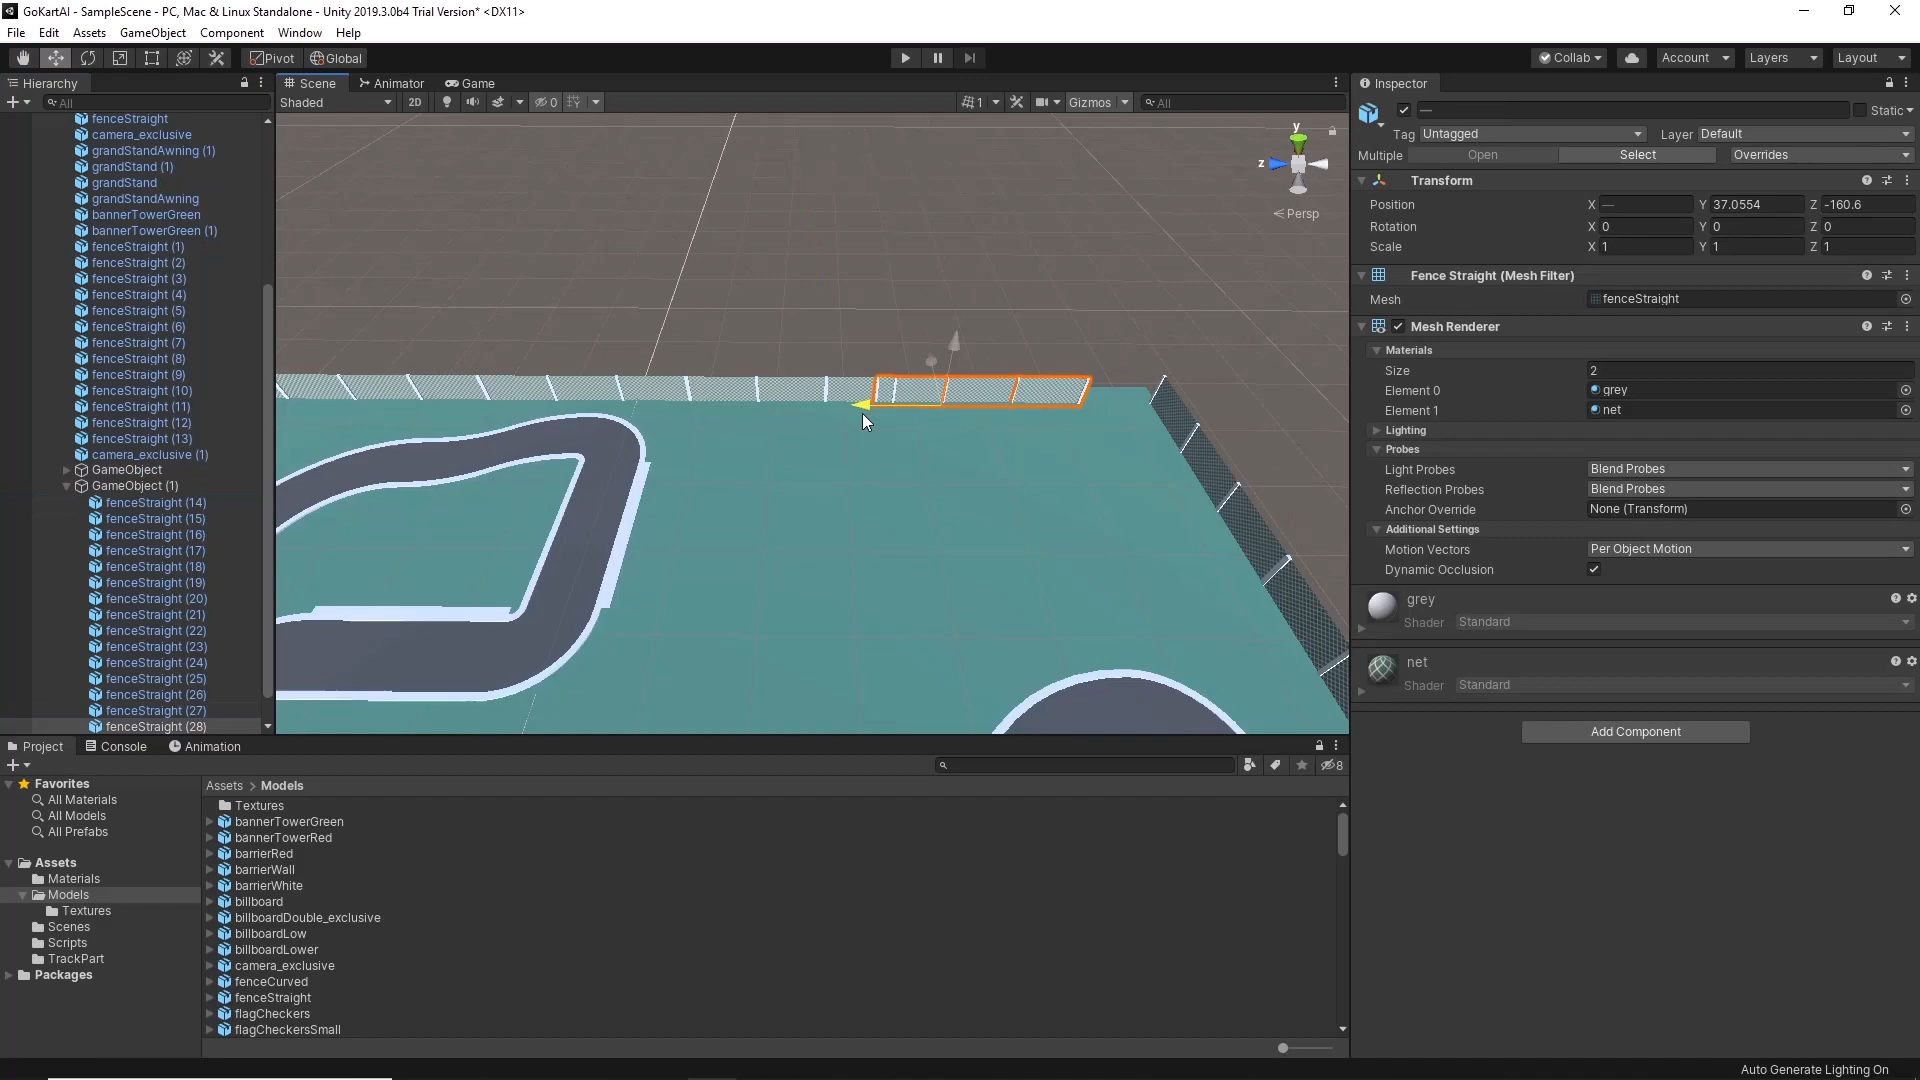 GoKartAI - SampleScene - PC, Mac & Linux Standalone - Unity 2019.3.0b4 Trial Version* <DX11>
File Edit Assets GameObject Component Window Help
Pivot Global Collab Account Layers Layout
Hierarchy
All
fenceStraight
camera_exclusive
grandStandAwning (1)
grandStand (1)
grandStand
grandStandAwning
bannerTowerGreen
bannerTowerGreen (1)
fenceStraight (1)
fenceStraight (2)
fenceStraight (3)
fenceStraight (4)
fenceStraight (5)
fenceStraight (6)
fenceStraight (7)
fenceStraight (8)
fenceStraight (9)
fenceStraight (10)
fenceStraight (11)
fenceStraight (12)
fenceStraight (13)
camera_exclusive (1)
GameObject
GameObject (1)
fenceStraight (14)
fenceStraight (15)
fenceStraight (16)
fenceStraight (17)
fenceStraight (18)
fenceStraight (19)
fenceStraight (20)
fenceStraight (21)
fenceStraight (22)
fenceStraight (23)
fenceStraight (24)
fenceStraight (25)
fenceStraight (26)
fenceStraight (27)
fenceStraight (28)
Scene Animator Game
Shaded 2D 0 1 Gizmos All
y
z
Persp
Inspector
— Static
Tag Untagged Layer Default
Multiple Open Select Overrides
Transform
Position X — Y 37.0554 Z -160.6
Rotation X 0 Y 0 Z 0
Scale X 1 Y 1 Z 1
Fence Straight (Mesh Filter)
Mesh fenceStraight
Mesh Renderer
Materials
Size 2
Element 0 grey
Element 1 net
Lighting
Probes
Light Probes Blend Probes
Reflection Probes Blend Probes
Anchor Override None (Transform)
Additional Settings
Motion Vectors Per Object Motion
Dynamic Occlusion
grey
Shader Standard
net
Shader Standard
Add Component
Project Console Animation
8
Favorites
All Materials
All Models
All Prefabs
Assets
Materials
Models
Textures
Scenes
Scripts
TrackPart
Packages
Assets > Models
Textures
bannerTowerGreen
bannerTowerRed
barrierRed
barrierWall
barrierWhite
billboard
billboardDouble_exclusive
billboardLow
billboardLower
camera_exclusive
fenceCurved
fenceStraight
flagCheckers
flagCheckersSmall
Auto Generate Lighting On